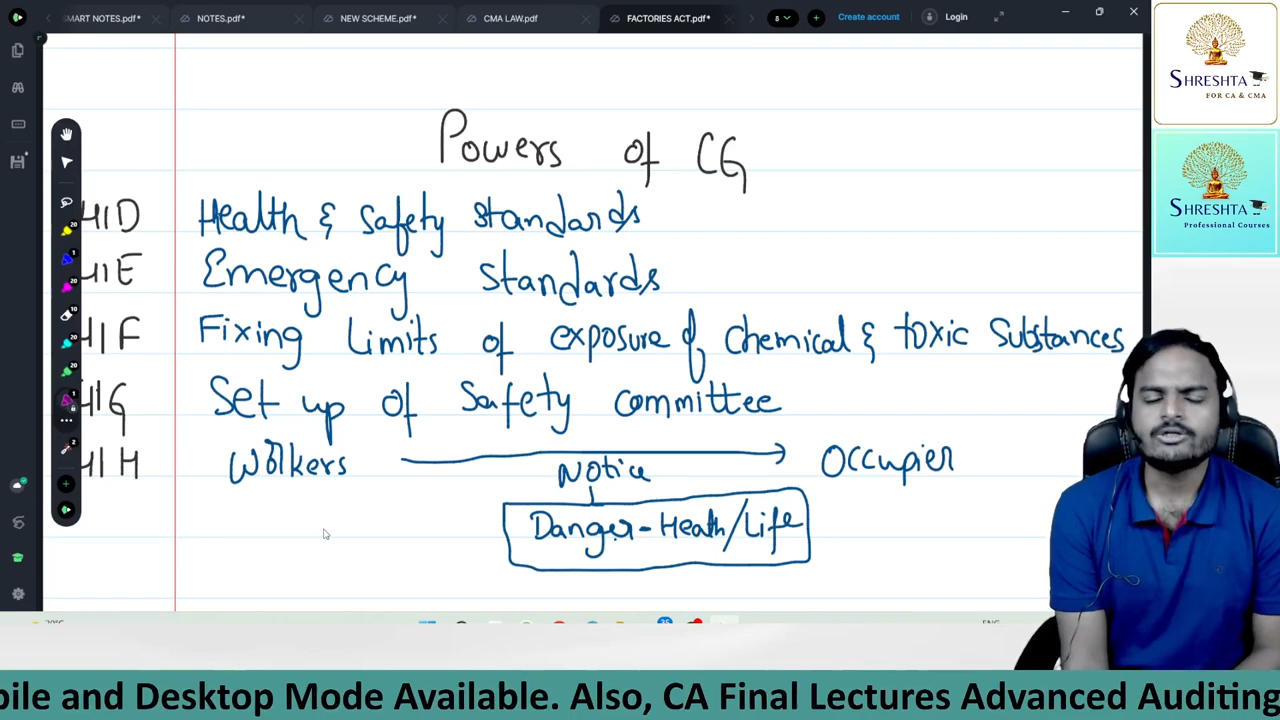 SMART NOTES.pdf*
NOTES.pdf*
NEW SCHEME.pdf*
CMA LAW.pdf
FACTORIES ACT.pdf*
8
Create account
Login
SHRESHTA
FOR CA & CMA
SHRESHTA
Professional Courses
Powers of CG
41D Health & Safety standards
41E Emergency standards
41F Fixing Limits of exposure of chemical & toxic Substances
41G Set up of Safety committee
41H Workers Notice Occupier
Danger-Heath/Life
bile and Desktop Mode Available. Also, CA Final Lectures Advanced Auditing